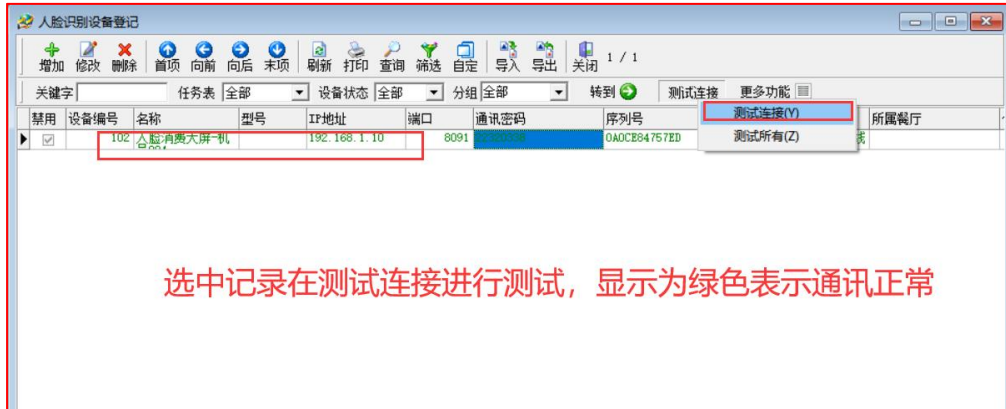 人脸识别设备登记
增加 修改 删除 首项 向前 向后 末项 刷新 打印 查询 筛选 自定 导入 导出 关闭 1 / 1
关键字 任务表 全部 设备状态 全部 分组 全部 转到 测试连接 更多功能
禁用 设备编号 名称 型号 IP地址 端口 通讯密码 序列号 所属餐厅
测试连接(Y)
102 人脸消费大屏-机 192.168.1.10 8091 0A0CE84757ED
测试所有(Z)
选中记录在测试连接进行测试，显示为绿色表示通讯正常